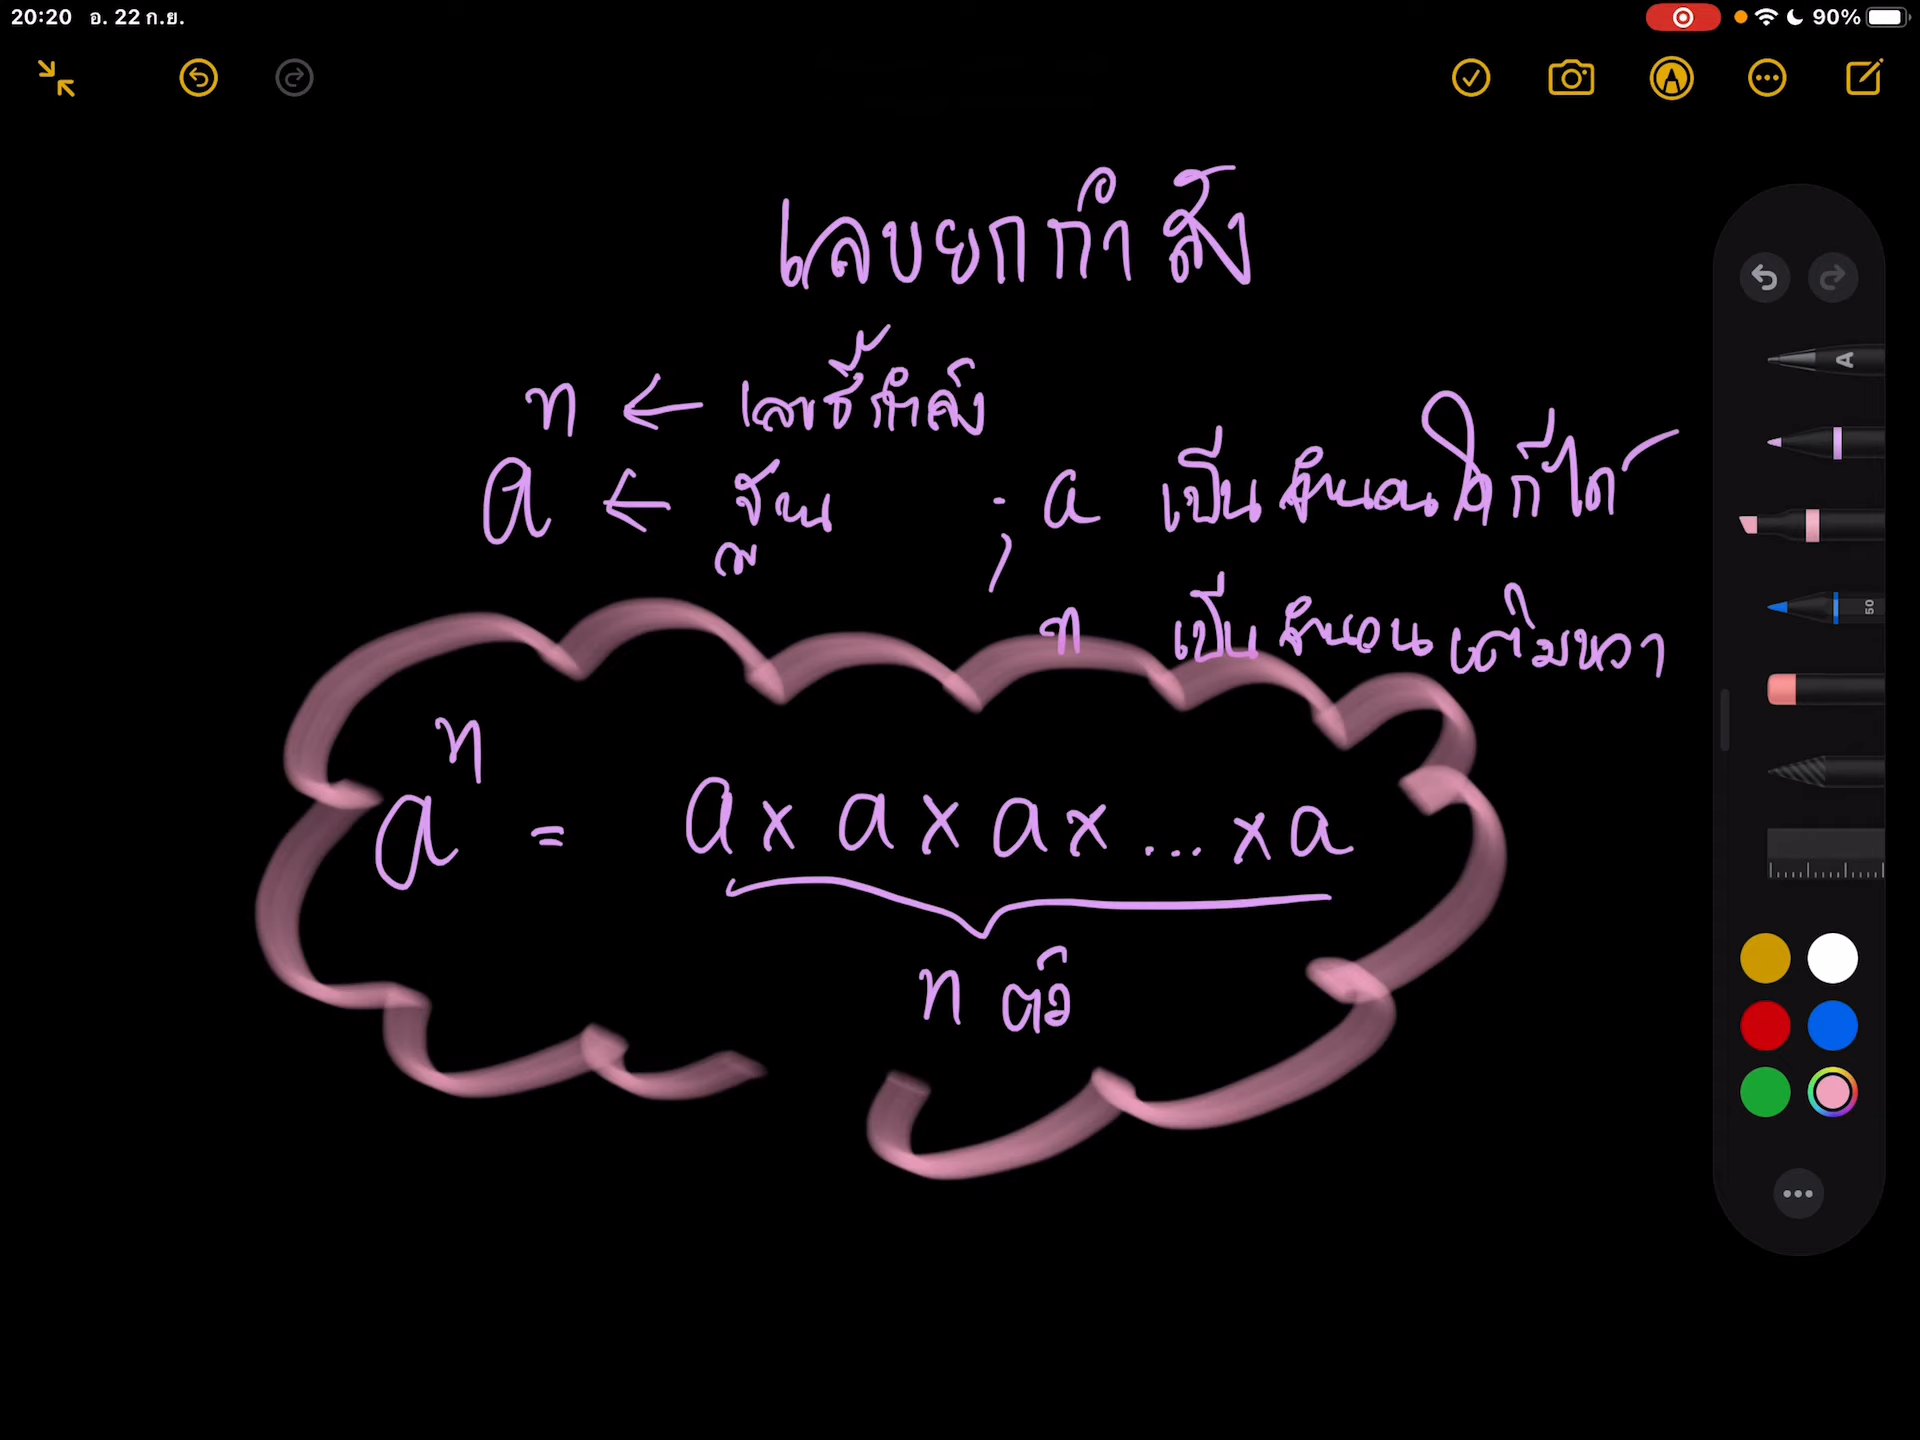 20:20 อ. 22 ก.ย. 90%
เลขยกกำลัง
n ← เลขชี้กำลัง
a ← ฐาน ; a เป็นจำนวนใดก็ได้
n เป็นจำนวนเต็มบวก
aⁿ = a × a × a × ... × a
n ตัว
A
50